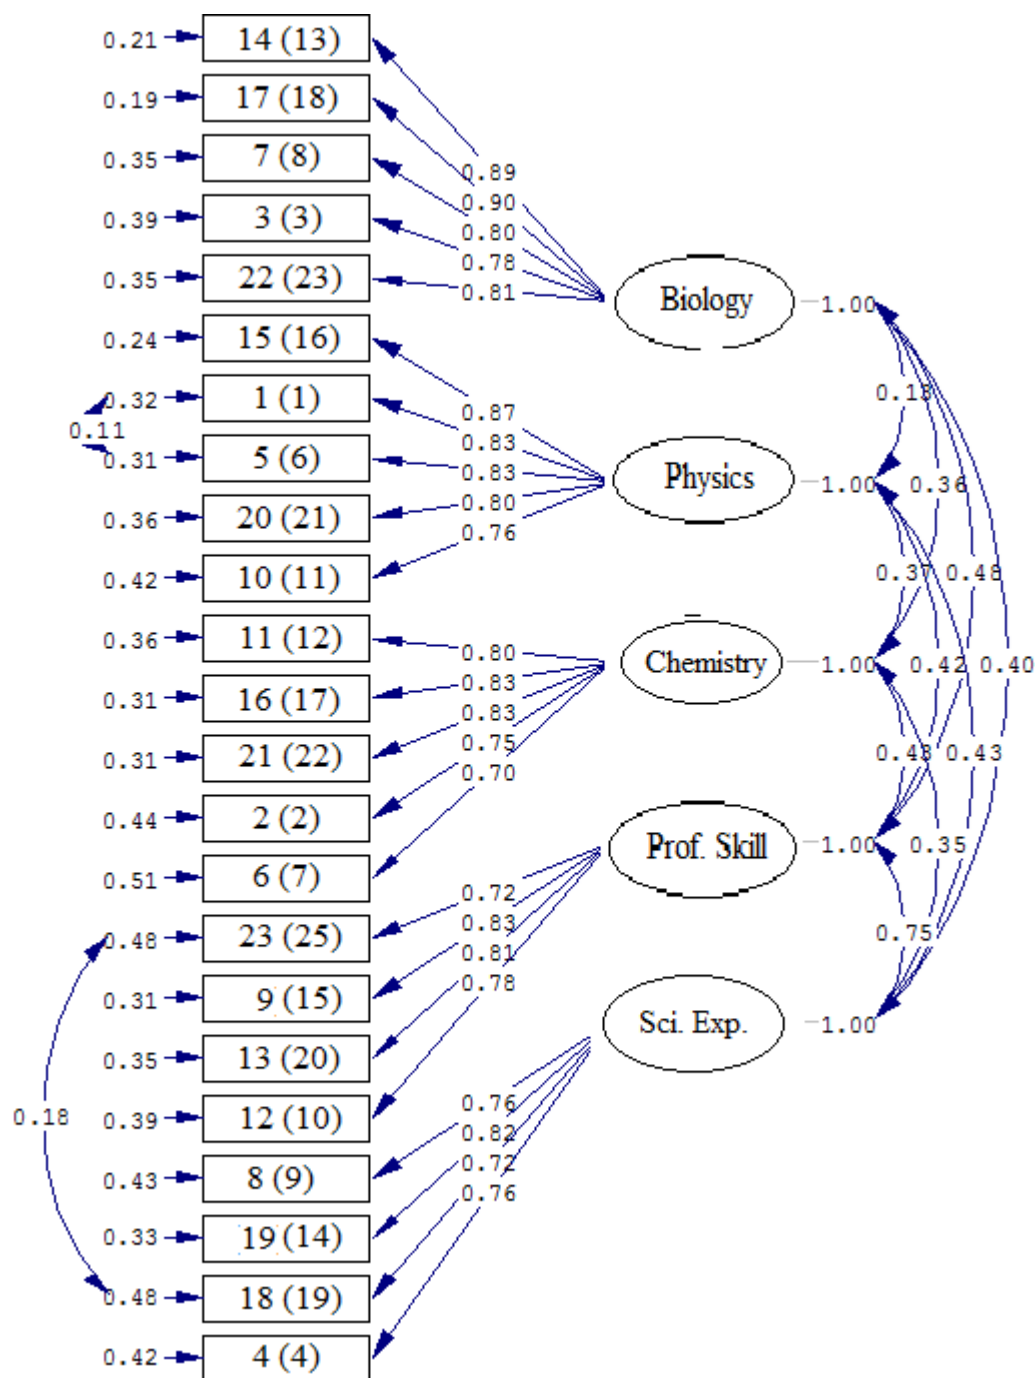 0.21 14 (13)
0.19 17 (18)
0.35 7 (8)
0.39 3 (3)
0.35 22 (23)
0.24 15 (16)
0.32 1 (1)
0.11
0.31 5 (6)
0.36 20 (21)
0.42 10 (11)
0.36 11 (12)
0.31 16 (17)
0.31 21 (22)
0.44 2 (2)
0.51 6 (7)
0.48 23 (25)
0.31 9 (15)
0.35 13 (20)
0.18
0.39 12 (10)
0.43 8 (9)
0.33 19 (14)
0.48 18 (19)
0.42 4 (4)
0.89
0.90
0.80
0.78
0.81
0.87
0.83
0.83
0.80
0.76
0.80
0.83
0.83
0.75
0.70
0.72
0.83
0.81
0.78
0.76
0.82
0.72
0.76
Biology 1.00
Physics 1.00
Chemistry 1.00
Prof. Skill 1.00
Sci. Exp. 1.00
0.36
0.37 0.48
0.42 0.40
0.43
0.35
0.75